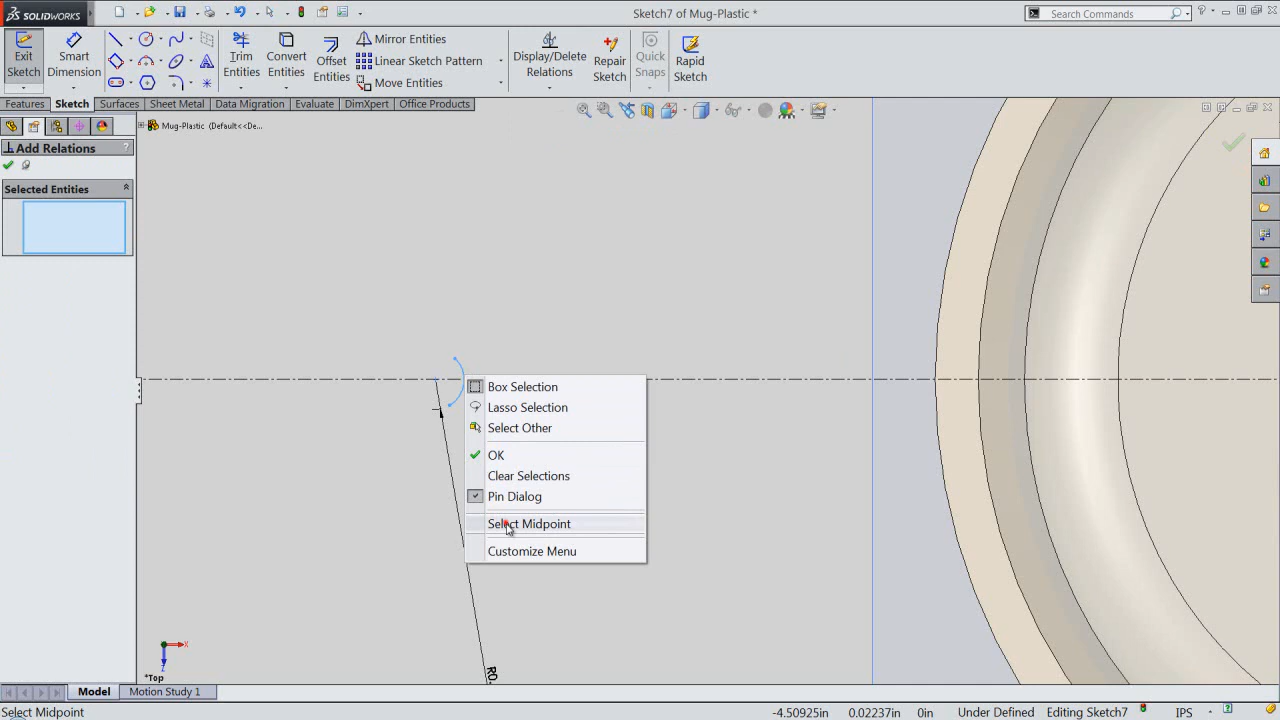 SOLIDWORKS
Sketch7 of Mug-Plastic *
Search Commands
Exit Sketch
Smart Dimension
Trim Entities
Convert Entities
Offset Entities
Mirror Entities
Linear Sketch Pattern
Move Entities
Display/Delete Relations
Repair Sketch
Quick Snaps
Rapid Sketch
Features
Sketch
Surfaces
Sheet Metal
Data Migration
Evaluate
DimXpert
Office Products
Mug-Plastic (Default<<De...
Add Relations
?
Selected Entities
Box Selection
Lasso Selection
Select Other
OK
Clear Selections
Pin Dialog
Select Midpoint
Customize Menu
X
Z
*Top
Model
Motion Study 1
Select Midpoint
-4.50925in
0.02237in
0in
Under Defined
Editing Sketch7
IPS